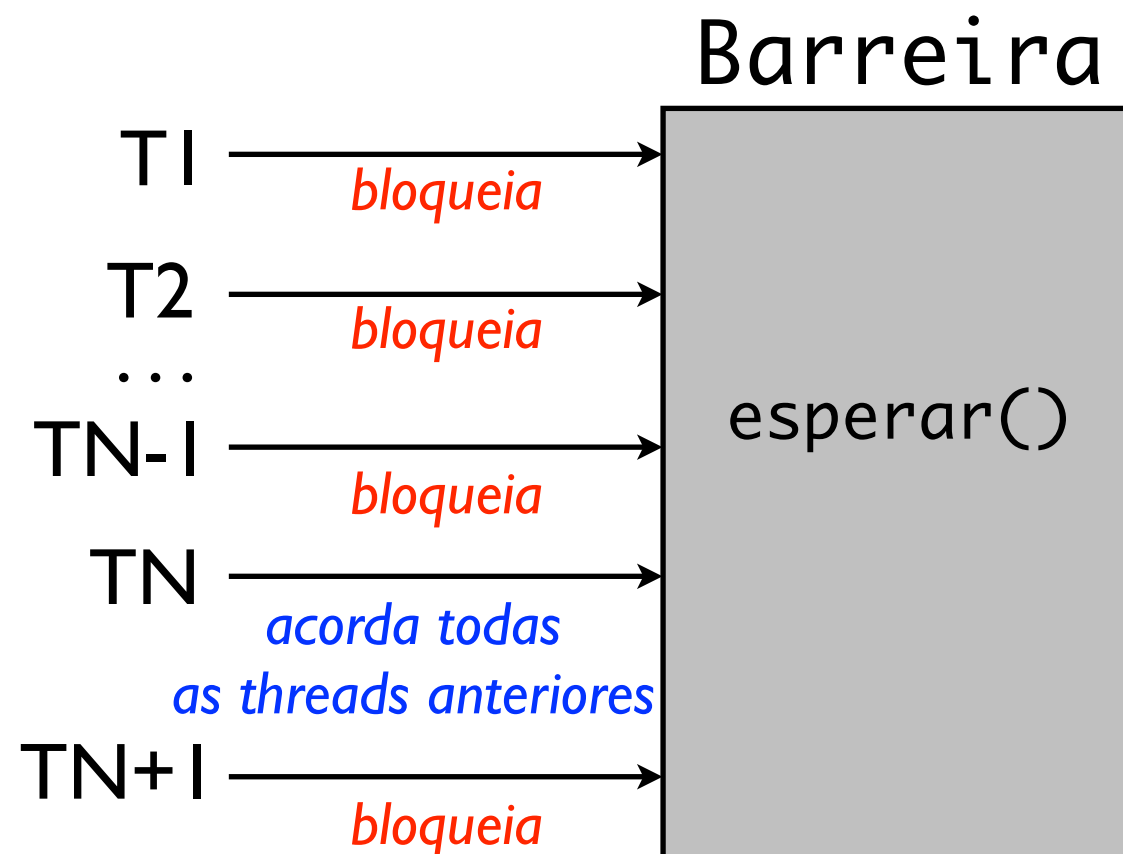 Barreira
T1
bloqueia
T2
bloqueia
...
esperar()
TN-1
bloqueia
TN
acorda todas
as threads anteriores
TN+1
bloqueia